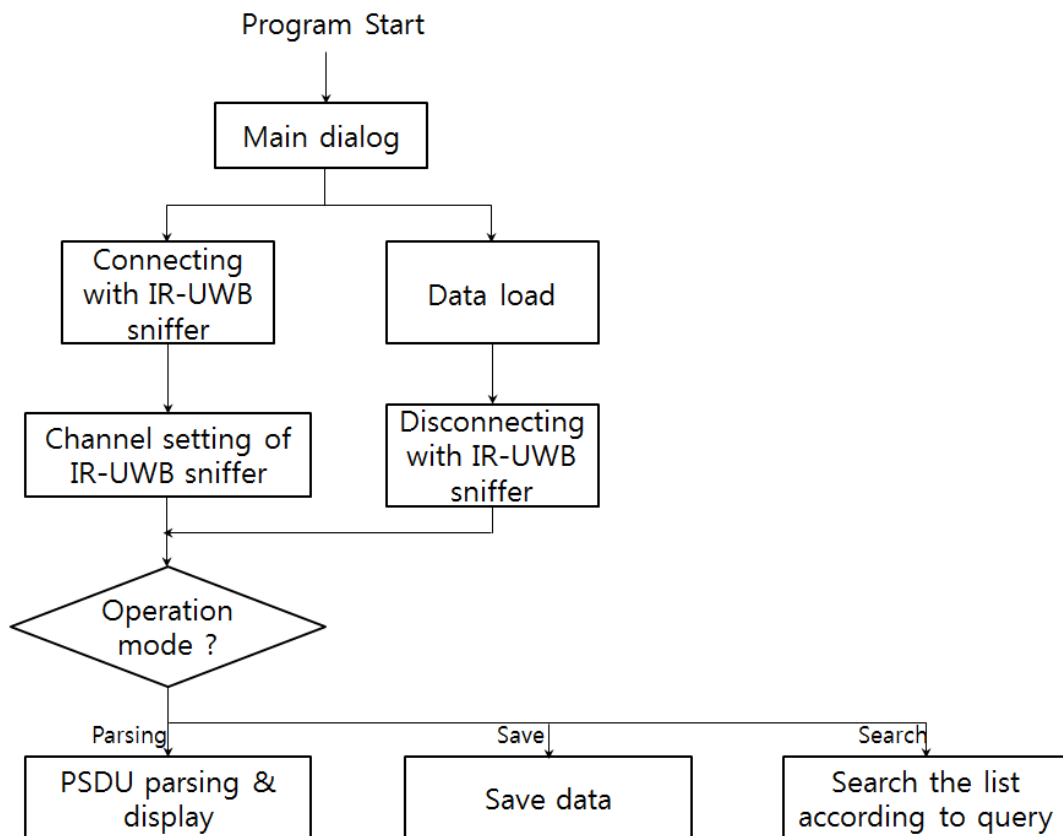 Program Start
Main dialog
Connecting
with IR-UWB
sniffer
Data load
Channel setting of
IR-UWB sniffer
Disconnecting
with IR-UWB
sniffer
Operation
mode ?
Parsing
Save
Search
PSDU parsing &
display
Save data
Search the list
according to query